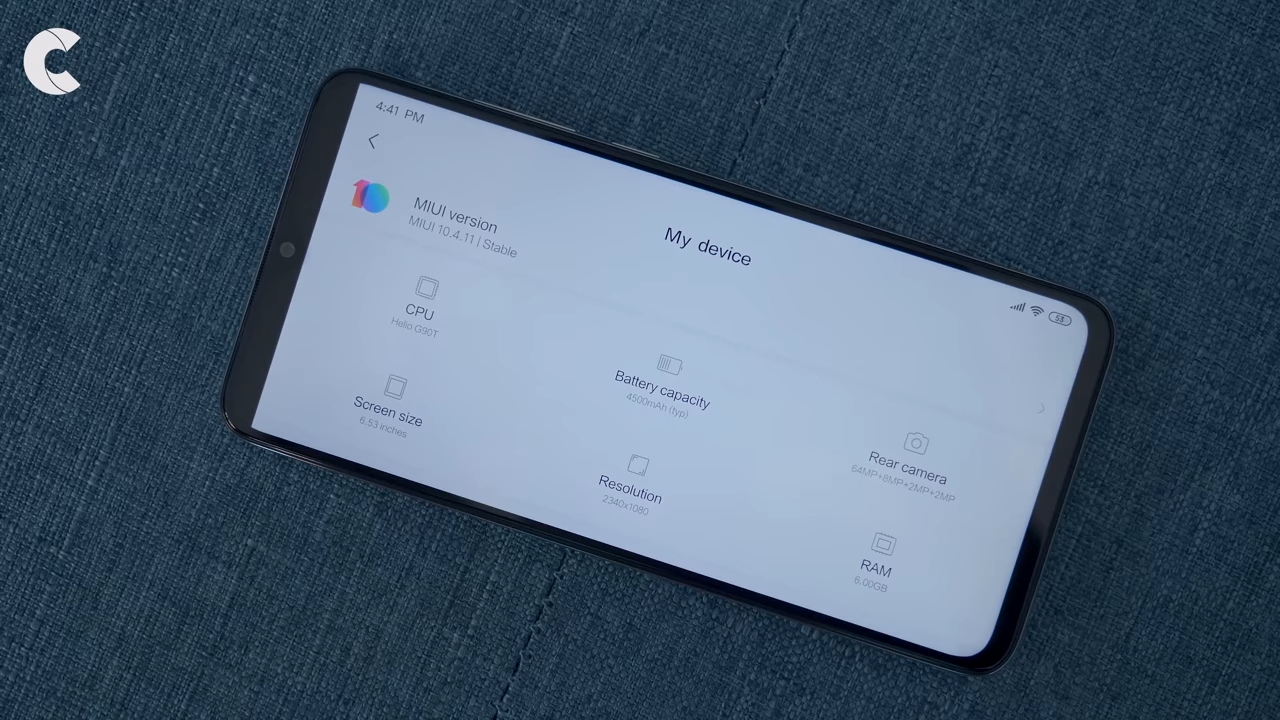 4:41 PM
53
My device
MIUI version
MIUI 10.4.11 | Stable
CPU
Helio G90T
Battery capacity
4500mAh (typ)
Rear camera
64MP+8MP+2MP+2MP
Screen size
6.53 inches
Resolution
2340x1080
RAM
6.00GB